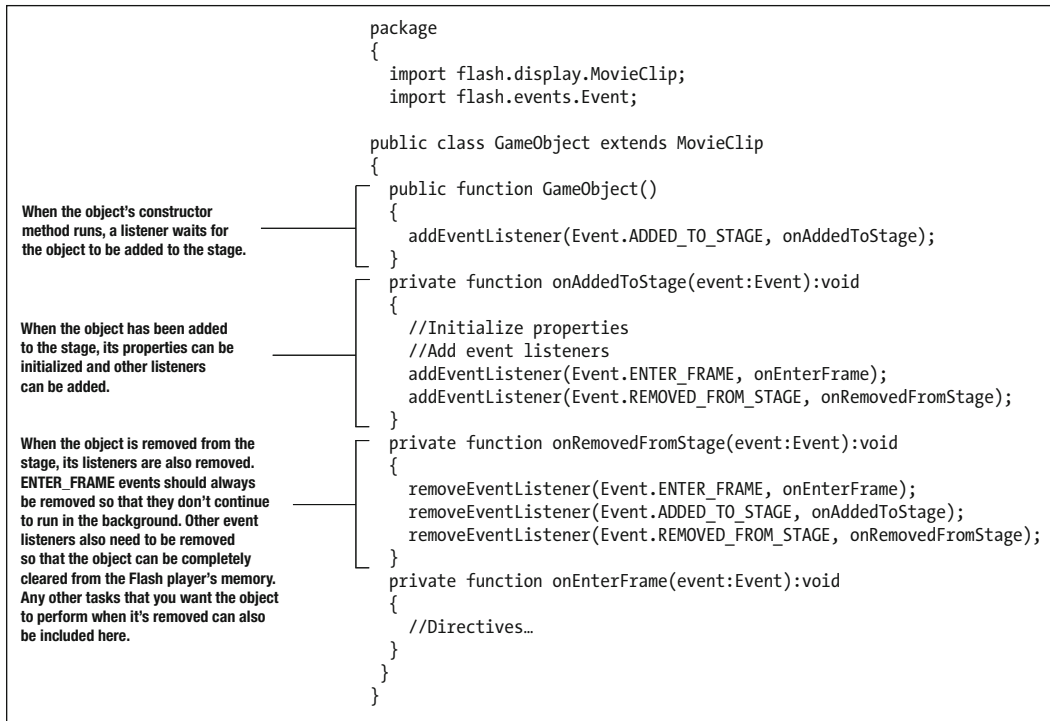 package
{
import flash.display.MovieClip;
import flash.events.Event;
public class GameObject extends MovieClip
{
When the object's constructor
method runs, a listener waits for
the object to be added to the stage.
public function GameObject()
{
addEventListener(Event.ADDED_TO_STAGE, onAddedToStage);
}
When the object has been added
to the stage, its properties can be
initialized and other listeners
can be added.
private function onAddedToStage(event:Event):void
{
//Initialize properties
//Add event listeners
addEventListener(Event.ENTER_FRAME, onEnterFrame);
addEventListener(Event.REMOVED_FROM_STAGE, onRemovedFromStage);
}
When the object is removed from the
stage, its listeners are also removed.
ENTER_FRAME events should always
be removed so that they don't continue
to run in the background. Other event
listeners also need to be removed
so that the object can be completely
cleared from the Flash player's memory.
Any other tasks that you want the object
to perform when it's removed can also
be included here.
private function onRemovedFromStage(event:Event):void
{
removeEventListener(Event.ENTER_FRAME, onEnterFrame);
removeEventListener(Event.ADDED_TO_STAGE, onAddedToStage);
removeEventListener(Event.REMOVED_FROM_STAGE, onRemovedFromStage);
}
private function onEnterFrame(event:Event):void
{
//Directives…
}
}
}